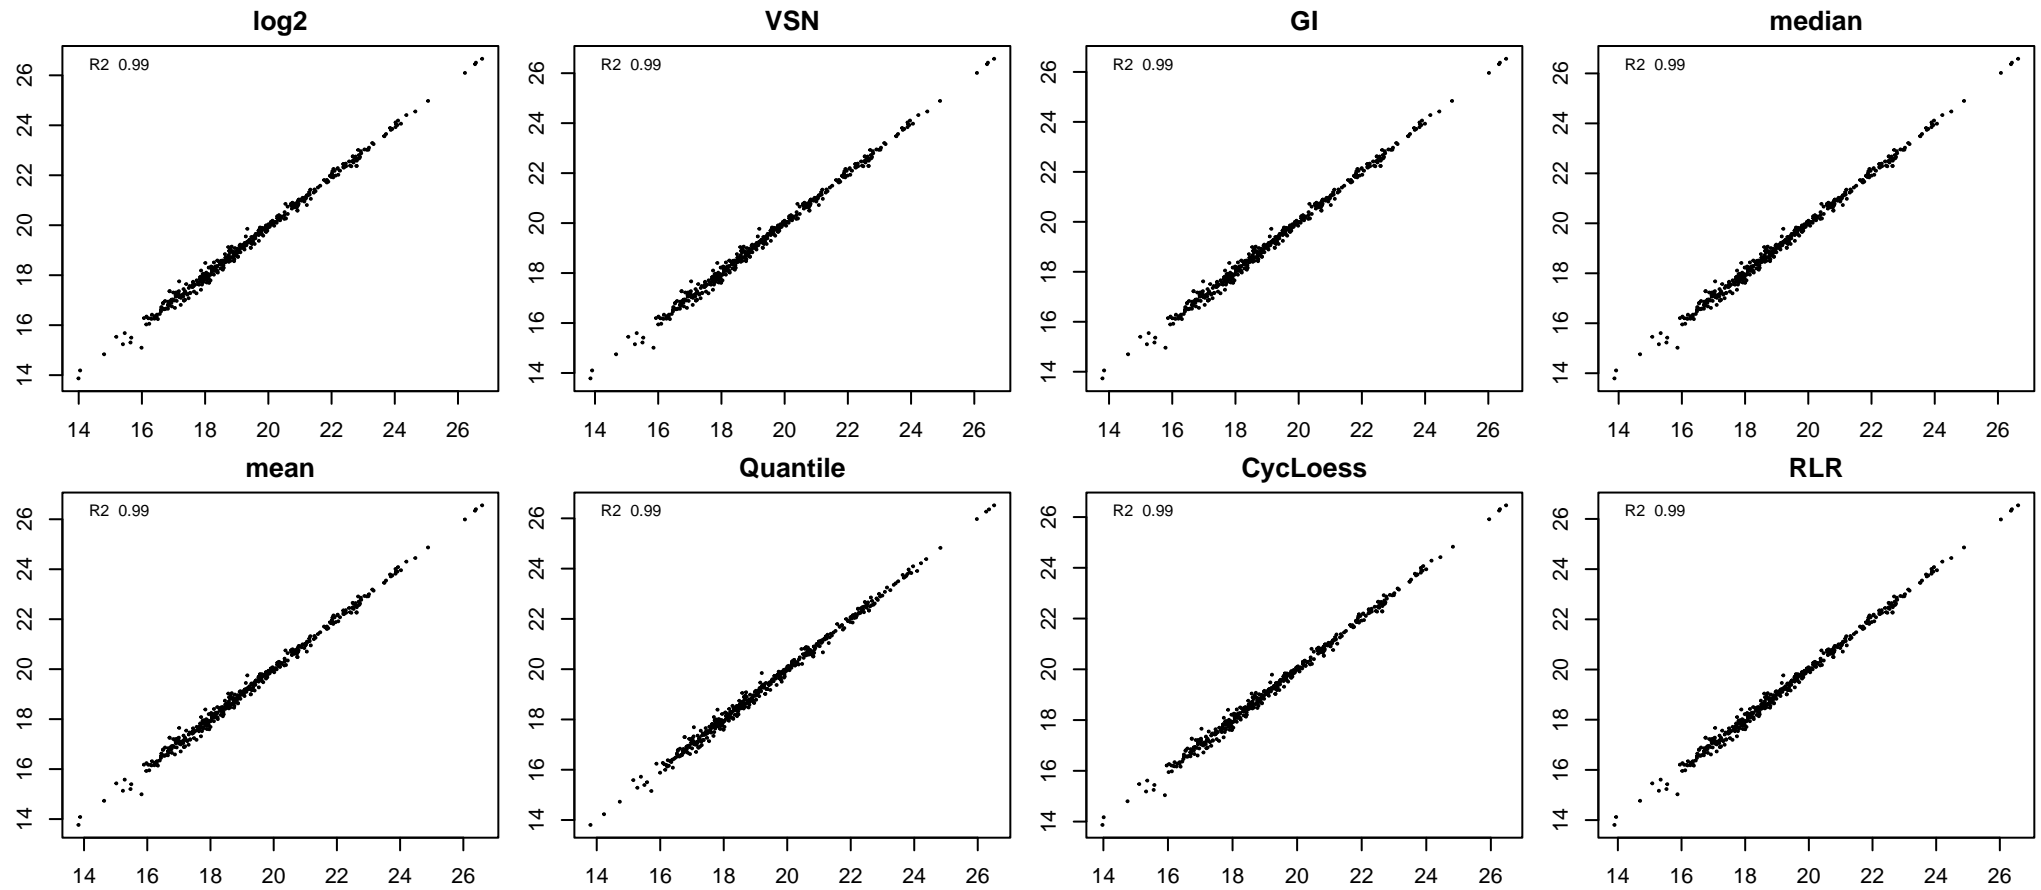 log2 VSN GI median
R2 0.99 R2 0.99 R2 0.99 R2 0.99
26 26 26 26
24 24 24 24
22 22 22 22
20 20 20 20
18 18 18 18
16 16 16 16
14 14 14 14
14 16 18 20 22 24 26 14 16 18 20 22 24 26 14 16 18 20 22 24 26 14 16 18 20 22 24 26
mean Quantile CycLoess RLR
R2 0.99 R2 0.99 R2 0.99 R2 0.99
26 26 26 26
24 24 24 24
22 22 22 22
20 20 20 20
18 18 18 18
16 16 16 16
14 14 14 14
14 16 18 20 22 24 26 14 16 18 20 22 24 26 14 16 18 20 22 24 26 14 16 18 20 22 24 26